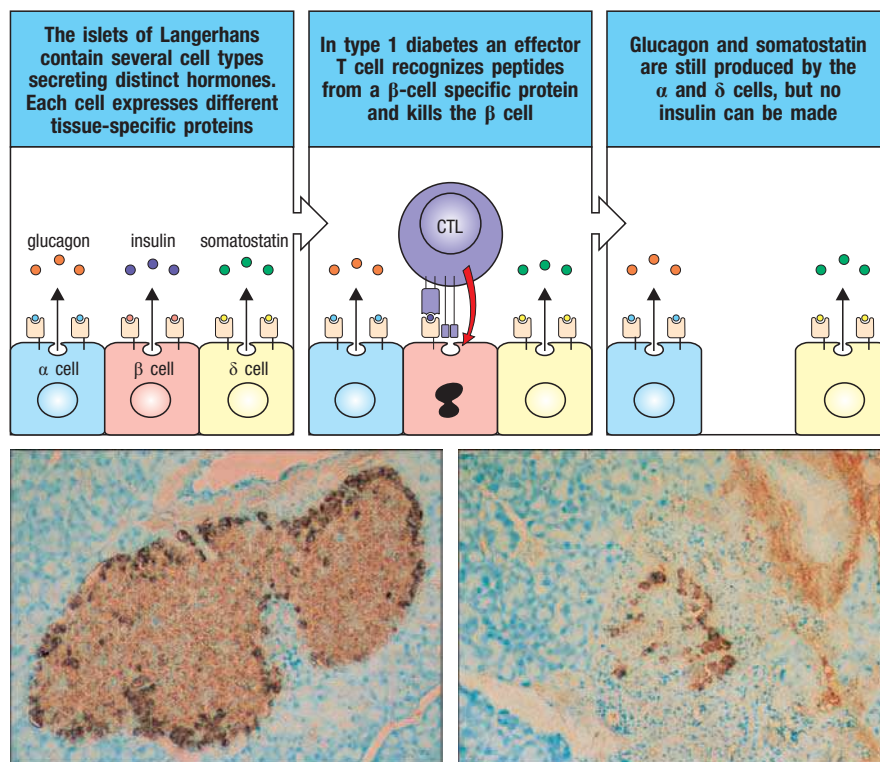 The islets of Langerhans
contain several cell types
secreting distinct hormones.
Each cell expresses different
tissue-specific proteins
In type 1 diabetes an effector
T cell recognizes peptides
from a β-cell specific protein
and kills the β cell
Glucagon and somatostatin
are still produced by the
α and δ cells, but no
insulin can be made
glucagon
insulin
somatostatin
α cell
β cell
δ cell
CTL